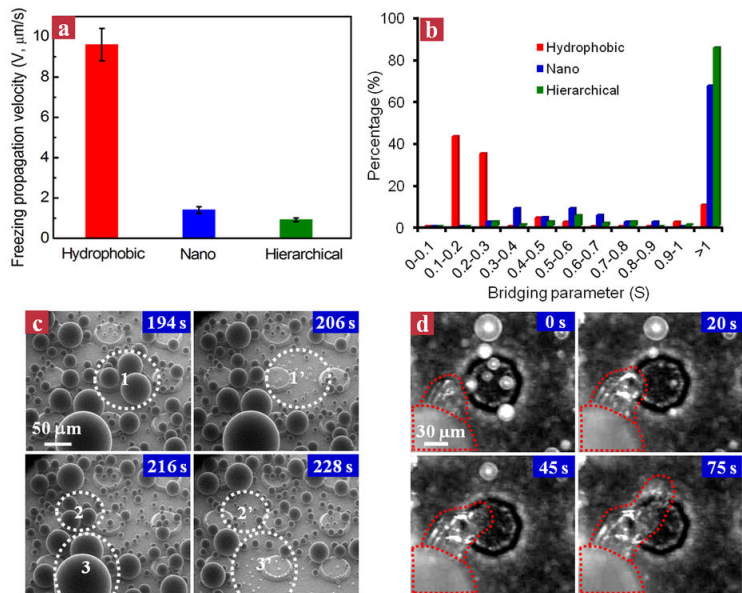 a
Freezing propagation velocity (V, μm/s)
10
8
6
4
2
0
Hydrophobic
Nano
Hierarchical
b
Percentage (%)
100
80
60
40
20
0
Hydrophobic
Nano
Hierarchical
0–0.1
0.1–0.2
0.2–0.3
0.3–0.4
0.4–0.5
0.5–0.6
0.6–0.7
0.7–0.8
0.8–0.9
0.9–1
>1
Bridging parameter (S)
c
194 s
1
50 μm
206 s
1'
216 s
2
3
228 s
2'
3'
d
0 s
30 μm
20 s
45 s
75 s